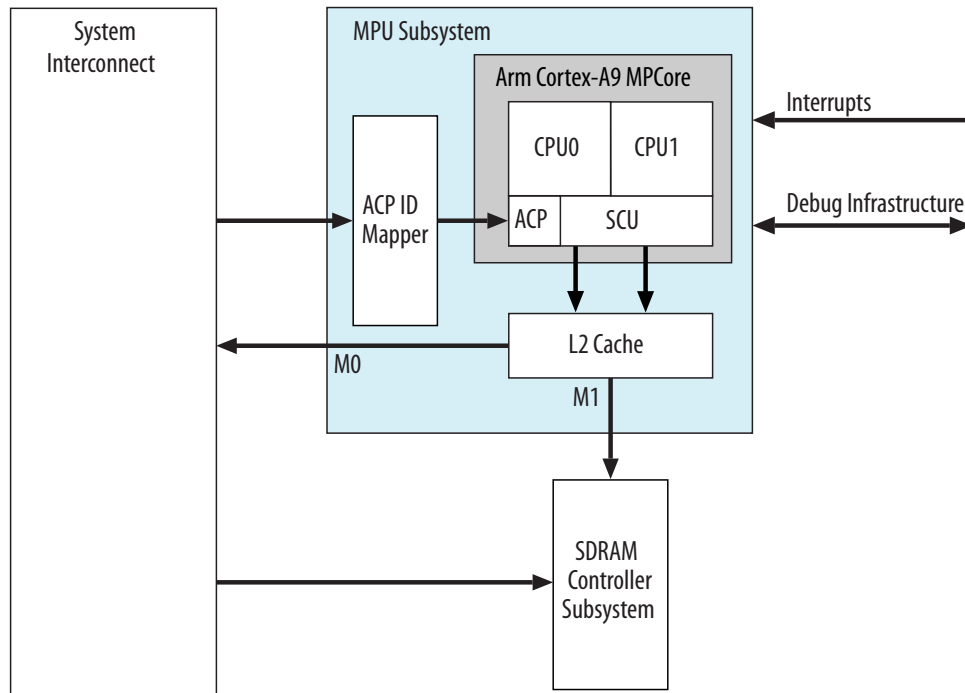 System
Interconnect
MPU Subsystem
Arm Cortex-A9 MPCore
CPU0
CPU1
Interrupts
ACP ID
Mapper
ACP
SCU
Debug Infrastructure
L2 Cache
M0
M1
SDRAM
Controller
Subsystem